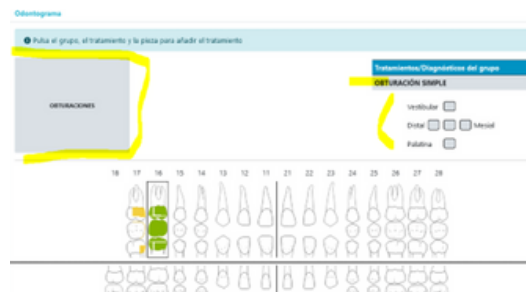 Odontograma
Pulsa el grupo, el tratamiento y la pieza para añadir el tratamiento
OBTURACIONES
Tratamientos/Diagnósticos del grupo
OBTURACIÓN SIMPLE
Vestibular
Distal Mesial
Palatina
18 17 16 15 14 13 12 11 21 22 23 24 25 26 27 28